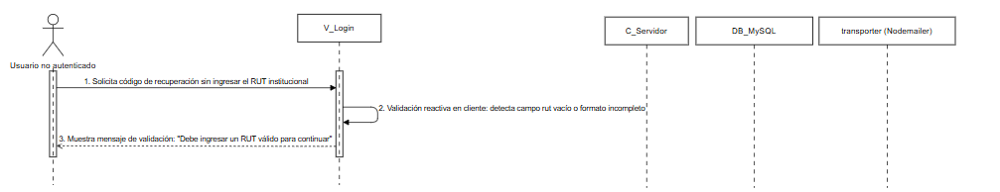 V_Login
C_Servidor
DB_MySQL
transporter (Nodemailer)
Usuario no autenticado
1. Solicita código de recuperación sin ingresar el RUT institucional
2. Validación reactiva en cliente: detecta campo rut vacío o formato incompleto
3. Muestra mensaje de validación: "Debe ingresar un RUT válido para continuar"